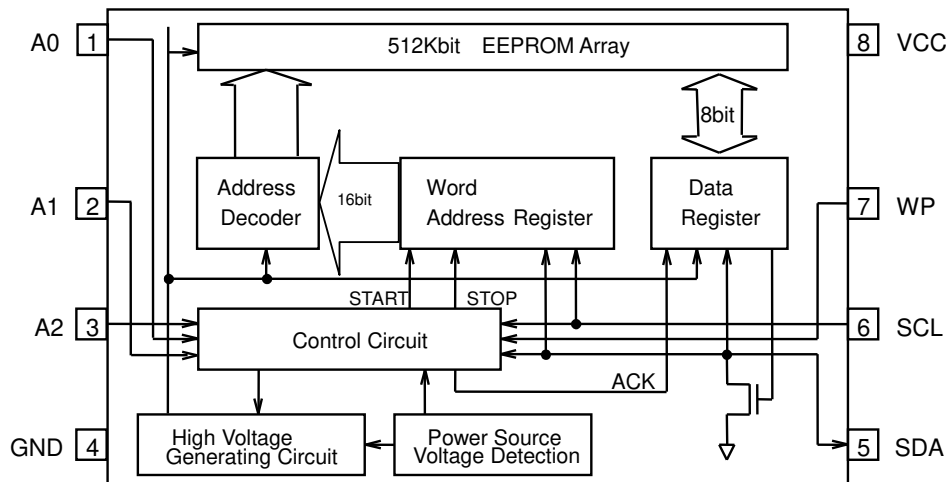 A0 1 512Kbit EEPROM Array 8 VCC
8bit
A1 2 Address Decoder 16bit Word Address Register Data Register 7 WP
START STOP
A2 3 Control Circuit 6 SCL
ACK
GND 4 High Voltage Generating Circuit Power Source Voltage Detection 5 SDA